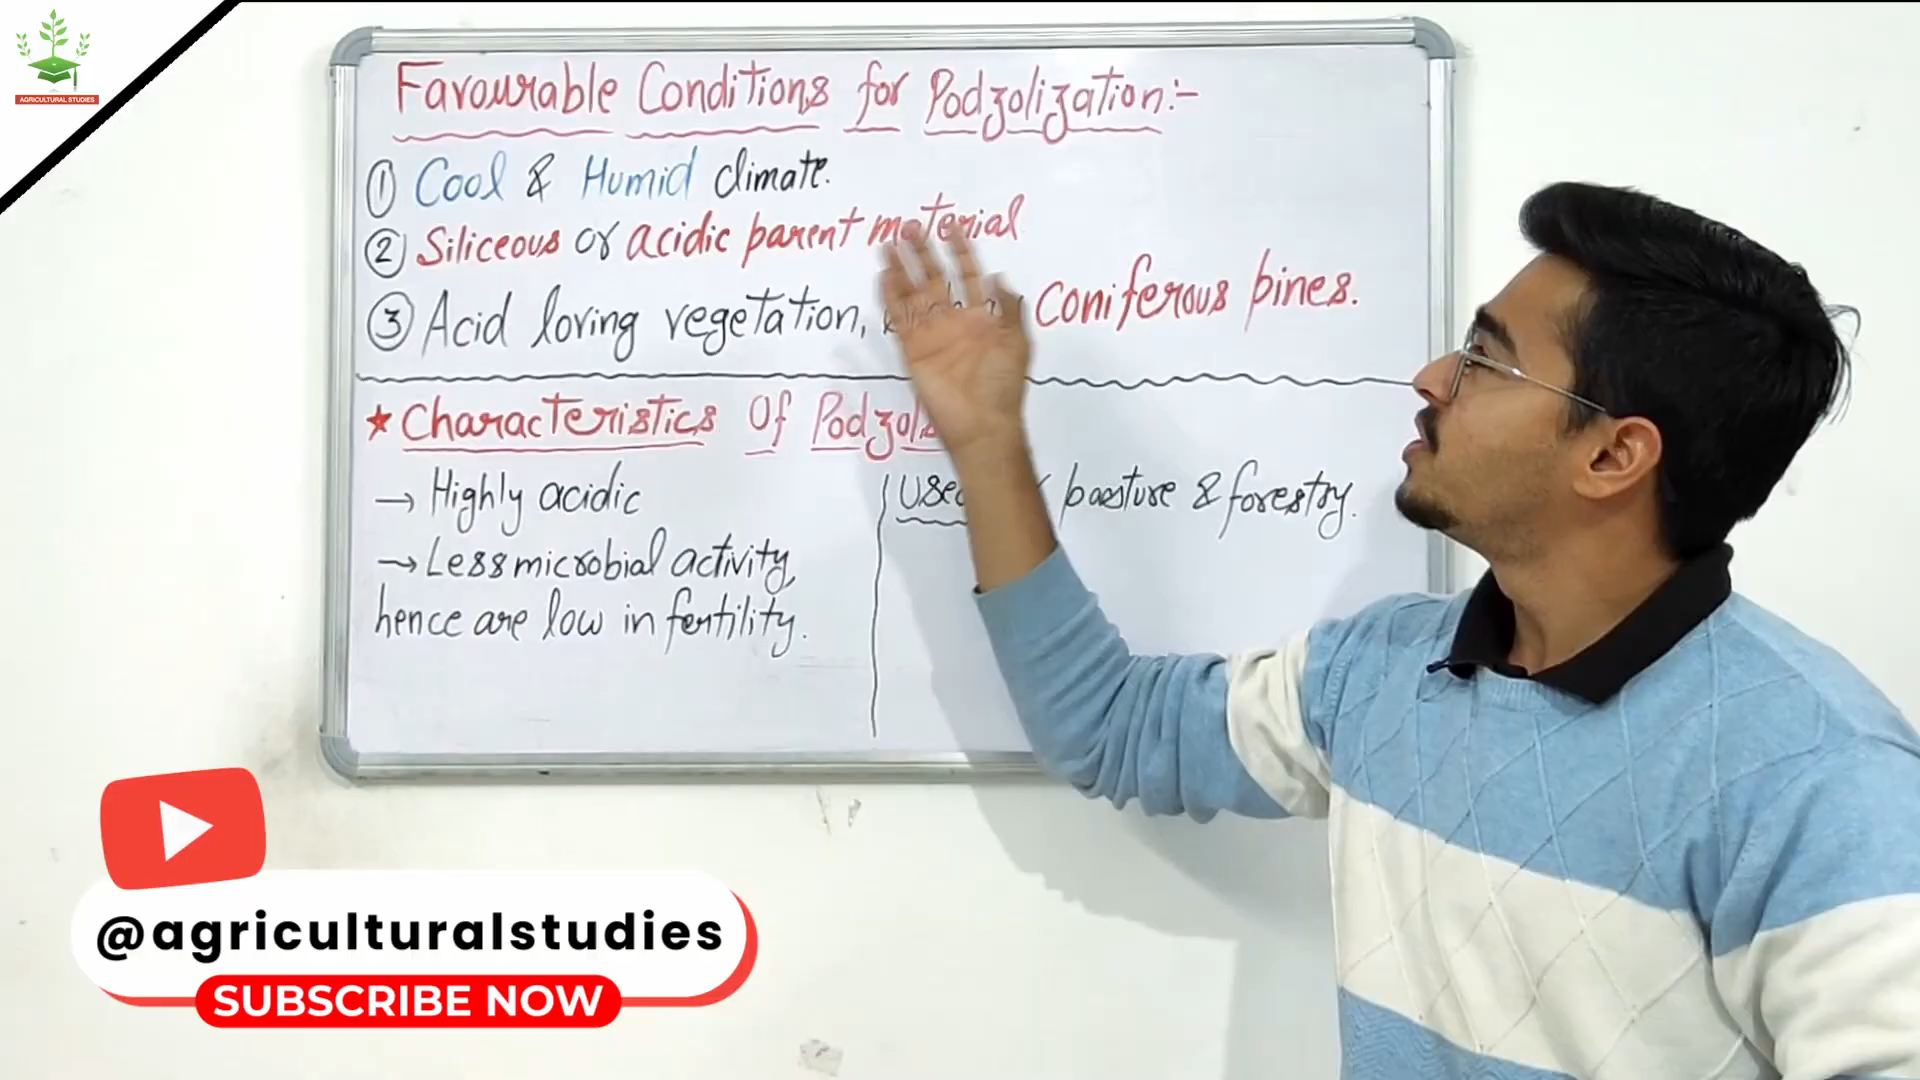 AGRICULTURAL STUDIES
Favourable Conditions for Podzolization:-
① Cool & Humid climate.
② Siliceous or acidic parent material
③ Acid loving vegetation, coniferous pines.
★ Characteristics Of Podzols
→ Highly acidic
→ Less microbial activity,
hence are low in fertility.
Used pasture & forestry.
@agriculturalstudies
SUBSCRIBE NOW